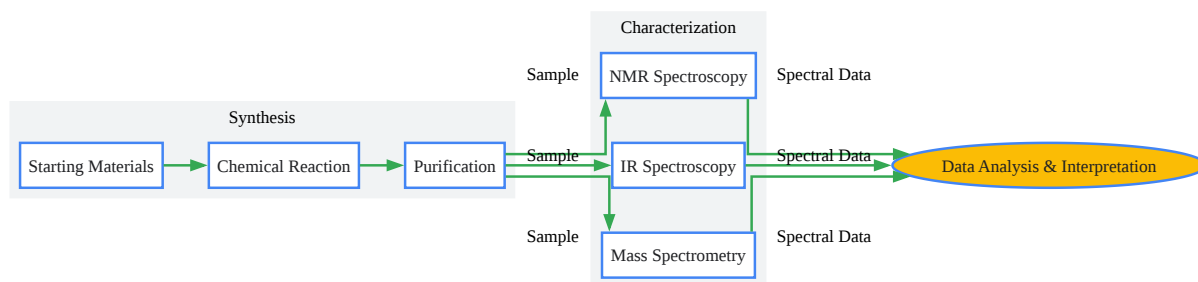 Characterization
Sample
NMR Spectroscopy
Spectral Data
Synthesis
Starting Materials
Chemical Reaction
Purification
Sample
IR Spectroscopy
Spectral Data
Data Analysis & Interpretation
Sample
Mass Spectrometry
Spectral Data